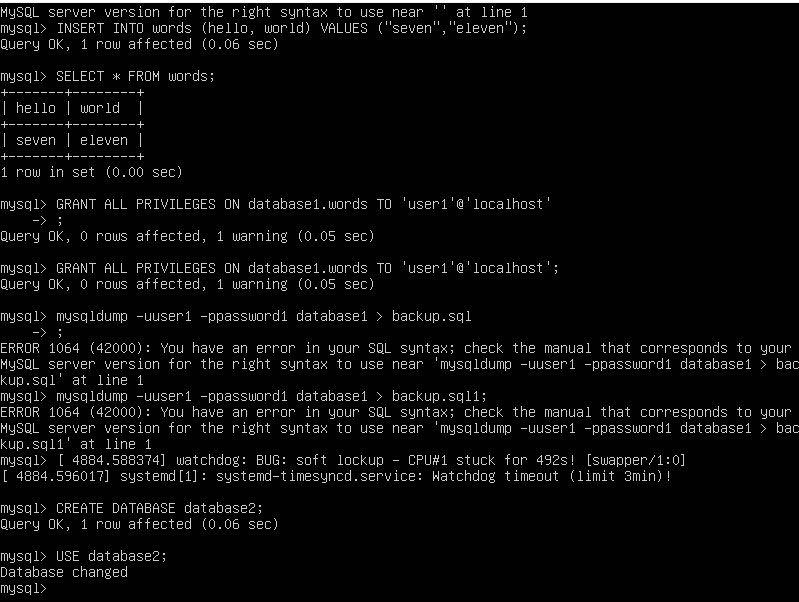 MySQL server version for the right syntax to use near '' at line 1
mysql> INSERT INTO words (hello, world) VALUES ("seven","eleven");
Query OK, 1 row affected (0.06 sec)
mysql> SELECT * FROM words;
+-------+--------+
| hello | world  |
+-------+--------+
| seven | eleven |
+-------+--------+
1 row in set (0.00 sec)
mysql> GRANT ALL PRIVILEGES ON database1.words TO 'user1'@'localhost'
    -> ;
Query OK, 0 rows affected, 1 warning (0.05 sec)
mysql> GRANT ALL PRIVILEGES ON database1.words TO 'user1'@'localhost';
Query OK, 0 rows affected, 1 warning (0.05 sec)
mysql> mysqldump -uuser1 -ppassword1 database1 > backup.sql
    -> ;
ERROR 1064 (42000): You have an error in your SQL syntax; check the manual that corresponds to your
MySQL server version for the right syntax to use near 'mysqldump -uuser1 -ppassword1 database1 > bac
kup.sql' at line 1
mysql> mysqldump -uuser1 -ppassword1 database1 > backup.sql1;
ERROR 1064 (42000): You have an error in your SQL syntax; check the manual that corresponds to your
MySQL server version for the right syntax to use near 'mysqldump -uuser1 -ppassword1 database1 > bac
kup.sql1' at line 1
mysql> [ 4884.588374] watchdog: BUG: soft lockup - CPU#1 stuck for 492s! [swapper/1:0]
[ 4884.596017] systemd[1]: systemd-timesyncd.service: Watchdog timeout (limit 3min)!
mysql> CREATE DATABASE database2;
Query OK, 1 row affected (0.06 sec)
mysql> USE database2;
Database changed
mysql>